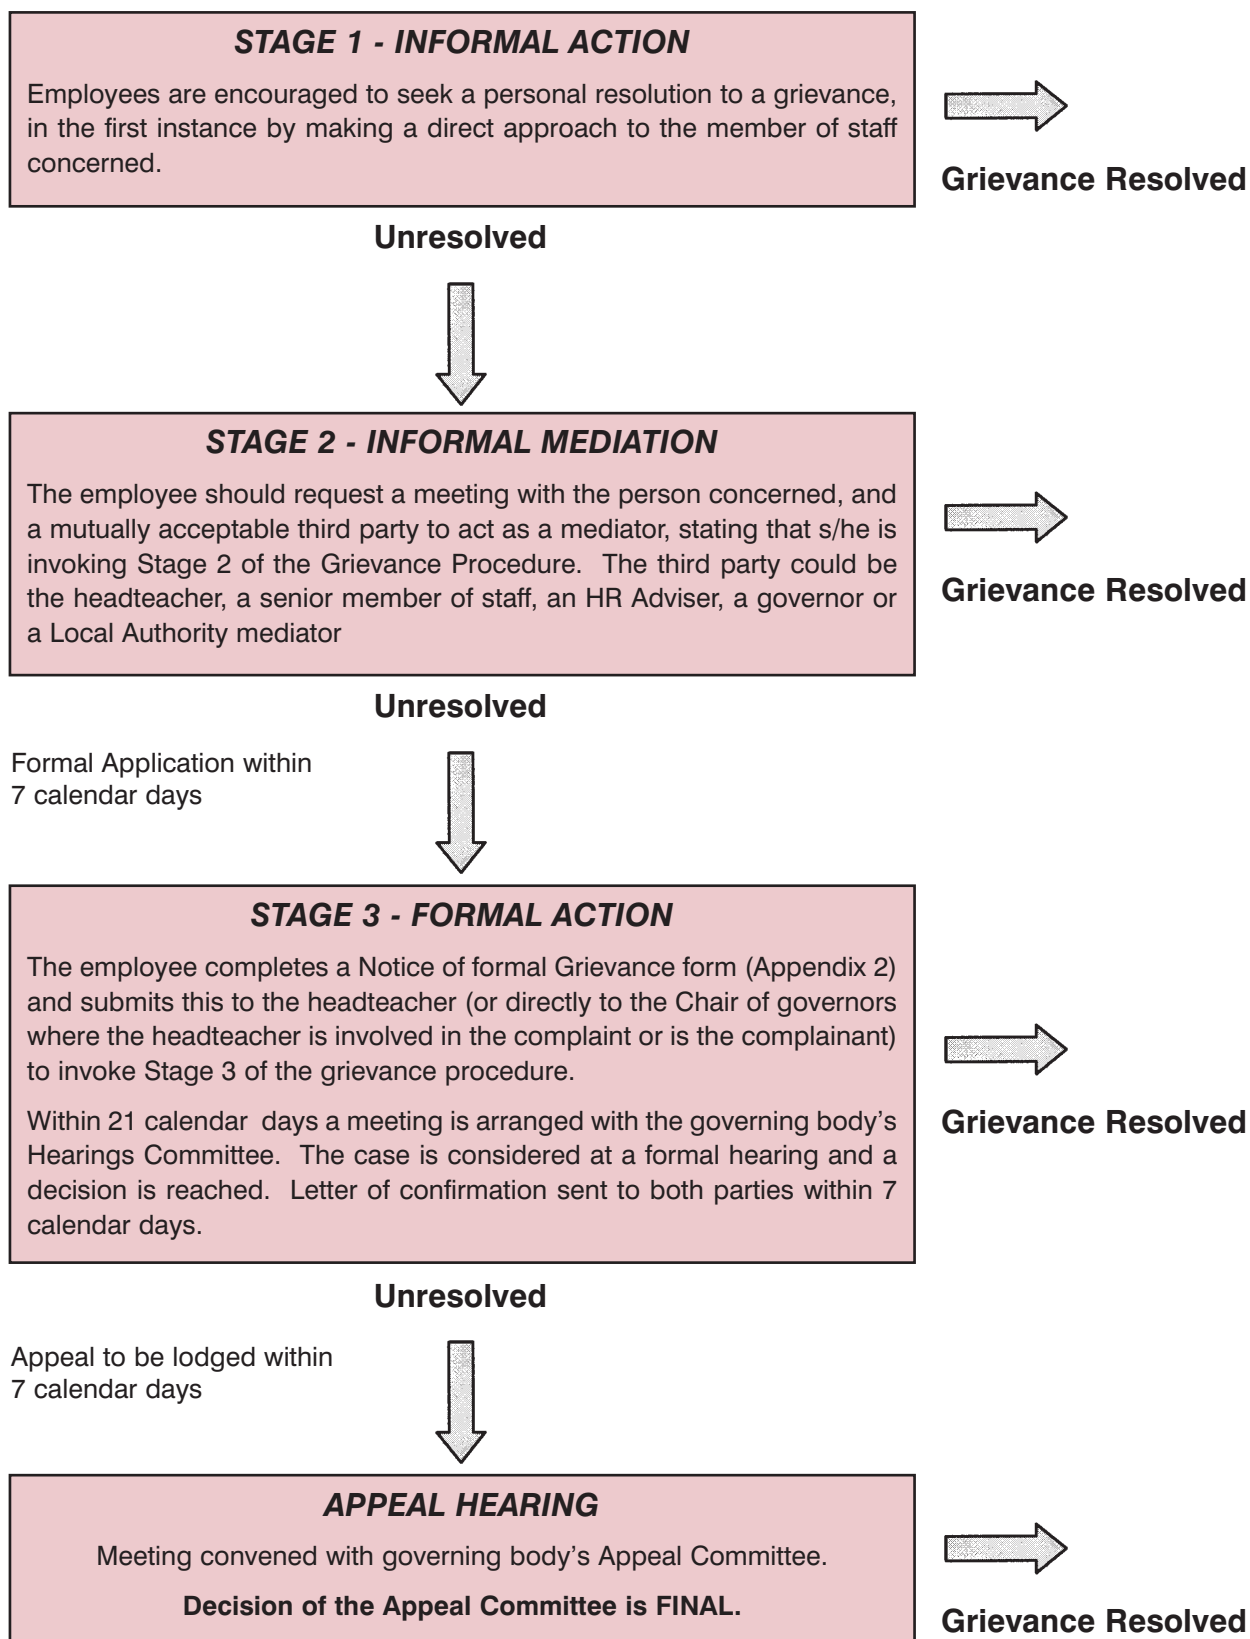 STAGE 1 - INFORMAL ACTION
Employees are encouraged to seek a personal resolution to a grievance,
in the first instance by making a direct approach to the member of staff
concerned.
Grievance Resolved
Unresolved
STAGE 2 - INFORMAL MEDIATION
The employee should request a meeting with the person concerned, and
a mutually acceptable third party to act as a mediator, stating that s/he is
invoking Stage 2 of the Grievance Procedure. The third party could be
the headteacher, a senior member of staff, an HR Adviser, a governor or
a Local Authority mediator
Grievance Resolved
Unresolved
Formal Application within
7 calendar days
STAGE 3 - FORMAL ACTION
The employee completes a Notice of formal Grievance form (Appendix 2)
and submits this to the headteacher (or directly to the Chair of governors
where the headteacher is involved in the complaint or is the complainant)
to invoke Stage 3 of the grievance procedure.
Within 21 calendar days a meeting is arranged with the governing body's
Hearings Committee. The case is considered at a formal hearing and a
decision is reached. Letter of confirmation sent to both parties within 7
calendar days.
Grievance Resolved
Unresolved
Appeal to be lodged within
7 calendar days
APPEAL HEARING
Meeting convened with governing body's Appeal Committee.
Decision of the Appeal Committee is FINAL.
Grievance Resolved